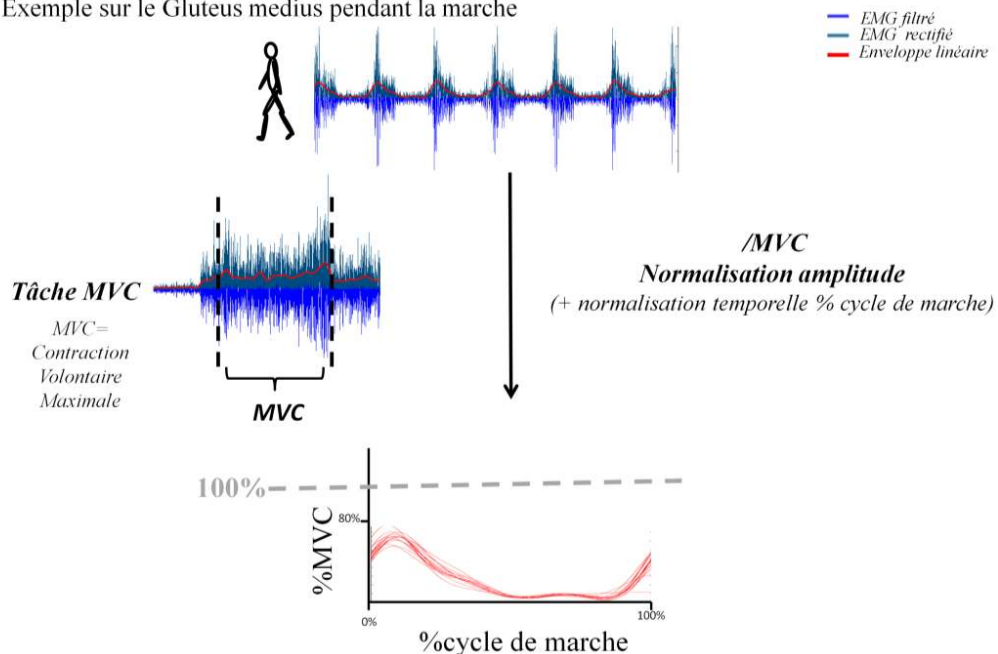 Exemple sur le Gluteus medius pendant la marche
EMG filtré
EMG rectifié
Enveloppe linéaire
/MVC
Normalisation amplitude
(+ normalisation temporelle % cycle de marche)
Tâche MVC
MVC=
Contraction
Volontaire
Maximale
MVC
100%
80%
%MVC
0%
100%
%cycle de marche